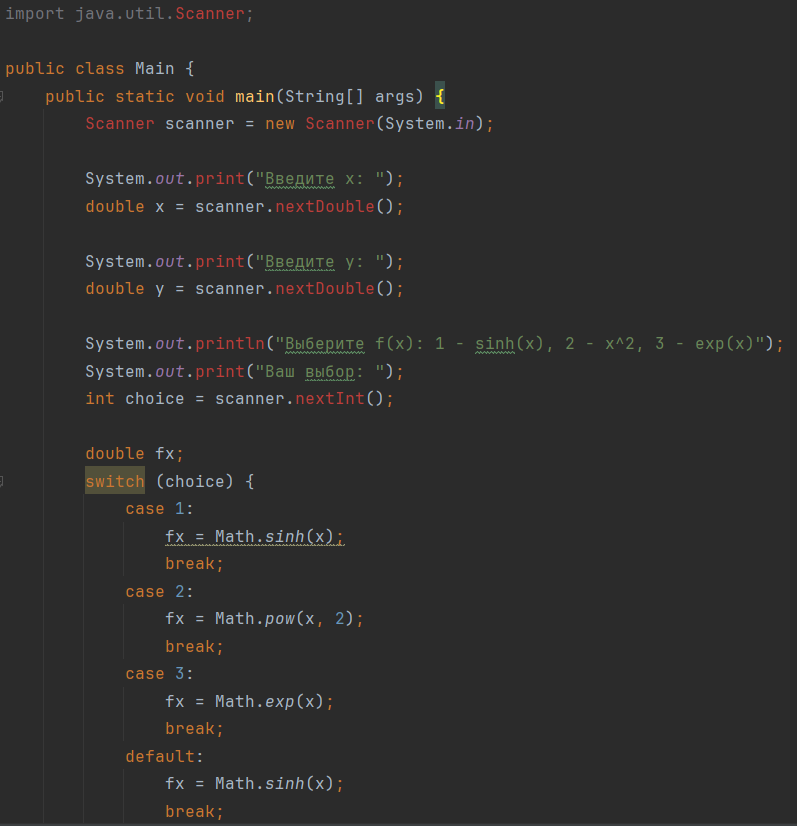 import java.util.Scanner;
public class Main {
public static void main(String[] args) {
Scanner scanner = new Scanner(System.in);
System.out.print("Введите x: ");
double x = scanner.nextDouble();
System.out.print("Введите y: ");
double y = scanner.nextDouble();
System.out.println("Выберите f(x): 1 - sinh(x), 2 - x^2, 3 - exp(x)");
System.out.print("Ваш выбор: ");
int choice = scanner.nextInt();
double fx;
switch (choice) {
case 1:
fx = Math.sinh(x);
break;
case 2:
fx = Math.pow(x, 2);
break;
case 3:
fx = Math.exp(x);
break;
default:
fx = Math.sinh(x);
break;